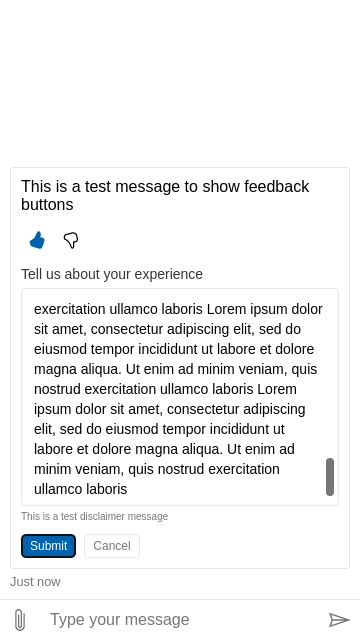 This is a test message to show feedback
buttons
Tell us about your experience
exercitation ullamco laboris Lorem ipsum dolor
sit amet, consectetur adipiscing elit, sed do
eiusmod tempor incididunt ut labore et dolore
magna aliqua. Ut enim ad minim veniam, quis
nostrud exercitation ullamco laboris Lorem
ipsum dolor sit amet, consectetur adipiscing
elit, sed do eiusmod tempor incididunt ut
labore et dolore magna aliqua. Ut enim ad
minim veniam, quis nostrud exercitation
ullamco laboris
This is a test disclaimer message
Submit Cancel
Just now
Type your message